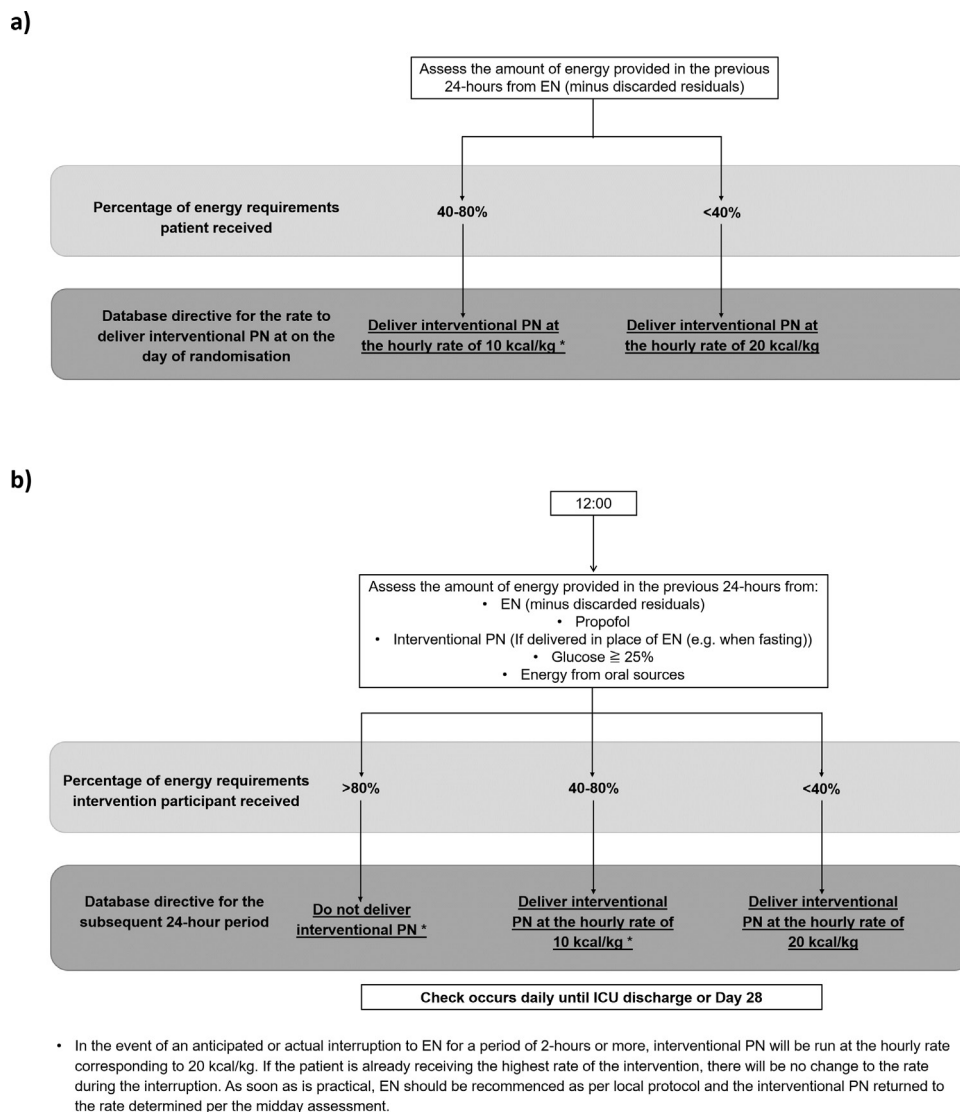 a)
Assess the amount of energy provided in the previous
24-hours from EN (minus discarded residuals)
Percentage of energy requirements
patient received
40-80%
<40%
Database directive for the rate to
deliver interventional PN at on the
day of randomisation
Deliver interventional PN at
the hourly rate of 10 kcal/kg *
Deliver interventional PN at
the hourly rate of 20 kcal/kg
b)
12:00
Assess the amount of energy provided in the previous 24-hours from:
• EN (minus discarded residuals)
• Propofol
• Interventional PN (If delivered in place of EN (e.g. when fasting))
• Glucose ≧ 25%
• Energy from oral sources
Percentage of energy requirements
intervention participant received
>80%
40-80%
<40%
Database directive for the
subsequent 24-hour period
Do not deliver
interventional PN *
Deliver interventional
PN at the hourly rate of
10 kcal/kg *
Deliver interventional
PN at the hourly rate of
20 kcal/kg
Check occurs daily until ICU discharge or Day 28
• In the event of an anticipated or actual interruption to EN for a period of 2-hours or more, interventional PN will be run at the hourly rate
corresponding to 20 kcal/kg. If the patient is already receiving the highest rate of the intervention, there will be no change to the rate
during the interruption. As soon as is practical, EN should be recommenced as per local protocol and the interventional PN returned to
the rate determined per the midday assessment.